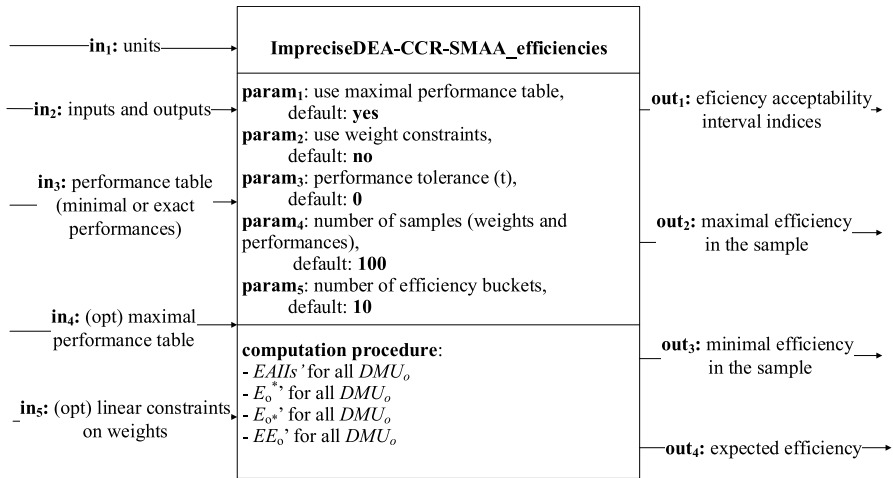 in1: units
in2: inputs and outputs
in3: performance table
(minimal or exact
performances)
in4: (opt) maximal
performance table
in5: (opt) linear constraints
on weights
ImpreciseDEA-CCR-SMAA_efficiencies
param1: use maximal performance table,
default: yes
param2: use weight constraints,
default: no
param3: performance tolerance (t),
default: 0
param4: number of samples (weights and
performances),
default: 100
param5: number of efficiency buckets,
default: 10
computation procedure:
- EAIIs’ for all DMUo
- Eo*’ for all DMUo
- Eo*’ for all DMUo
- EEo’ for all DMUo
out1: eficiency acceptability
interval indices
out2: maximal efficiency
in the sample
out3: minimal efficiency
in the sample
out4: expected efficiency